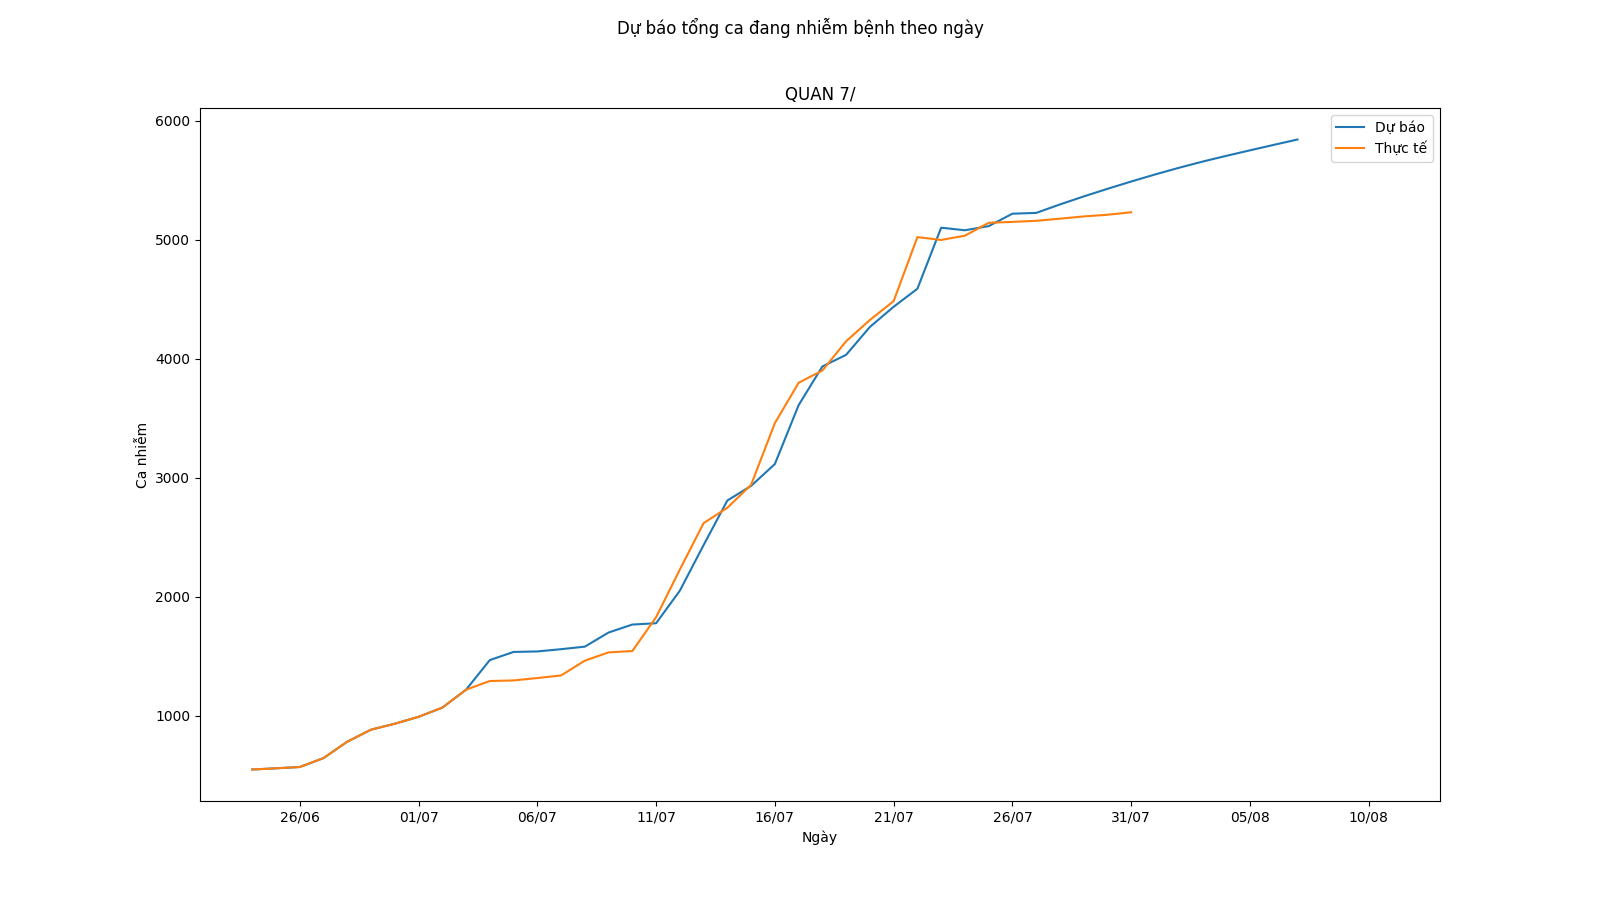 Dự báo tổng ca đang nhiễm bệnh theo ngày
QUAN 7/
Dự báo
Thực tế
6000
5000
4000
3000
2000
1000
Ca nhiễm
26/06 01/07 06/07 11/07 16/07 21/07 26/07 31/07 05/08 10/08
Ngày